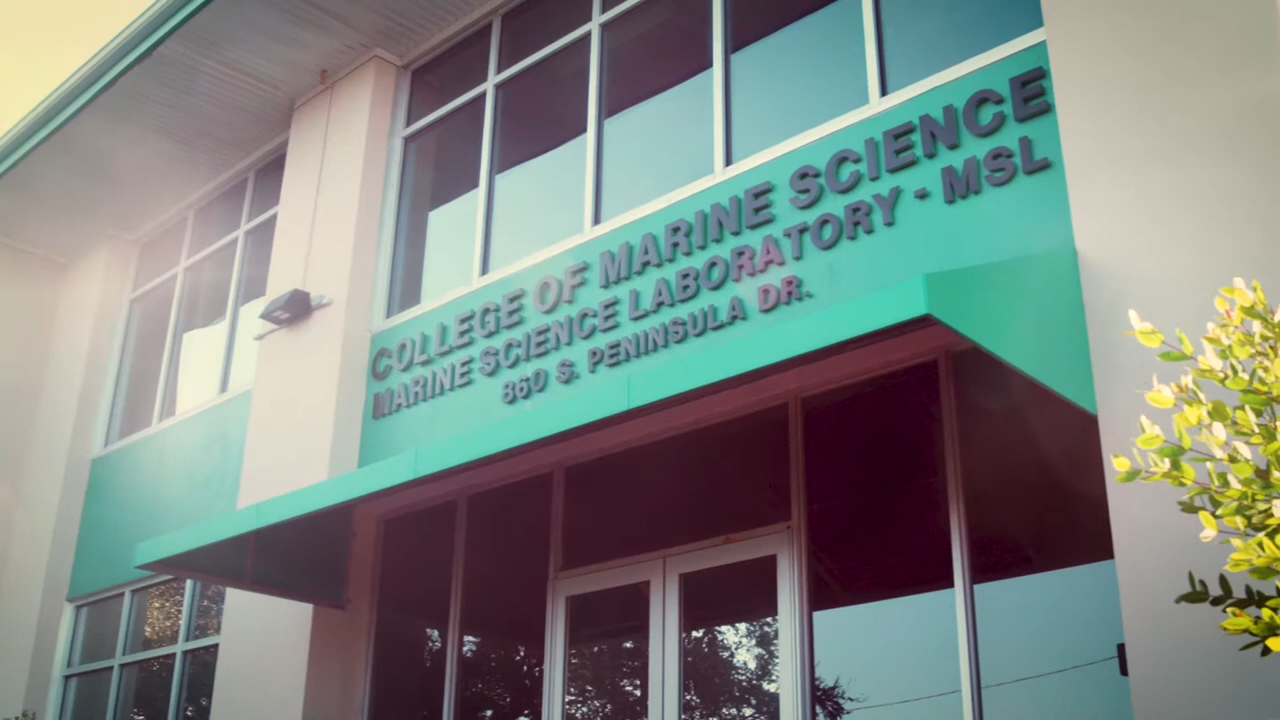 COLLEGE OF MARINE SCIENCE
MARINE SCIENCE LABORATORY - MSL
860 S. PENINSULA DR.